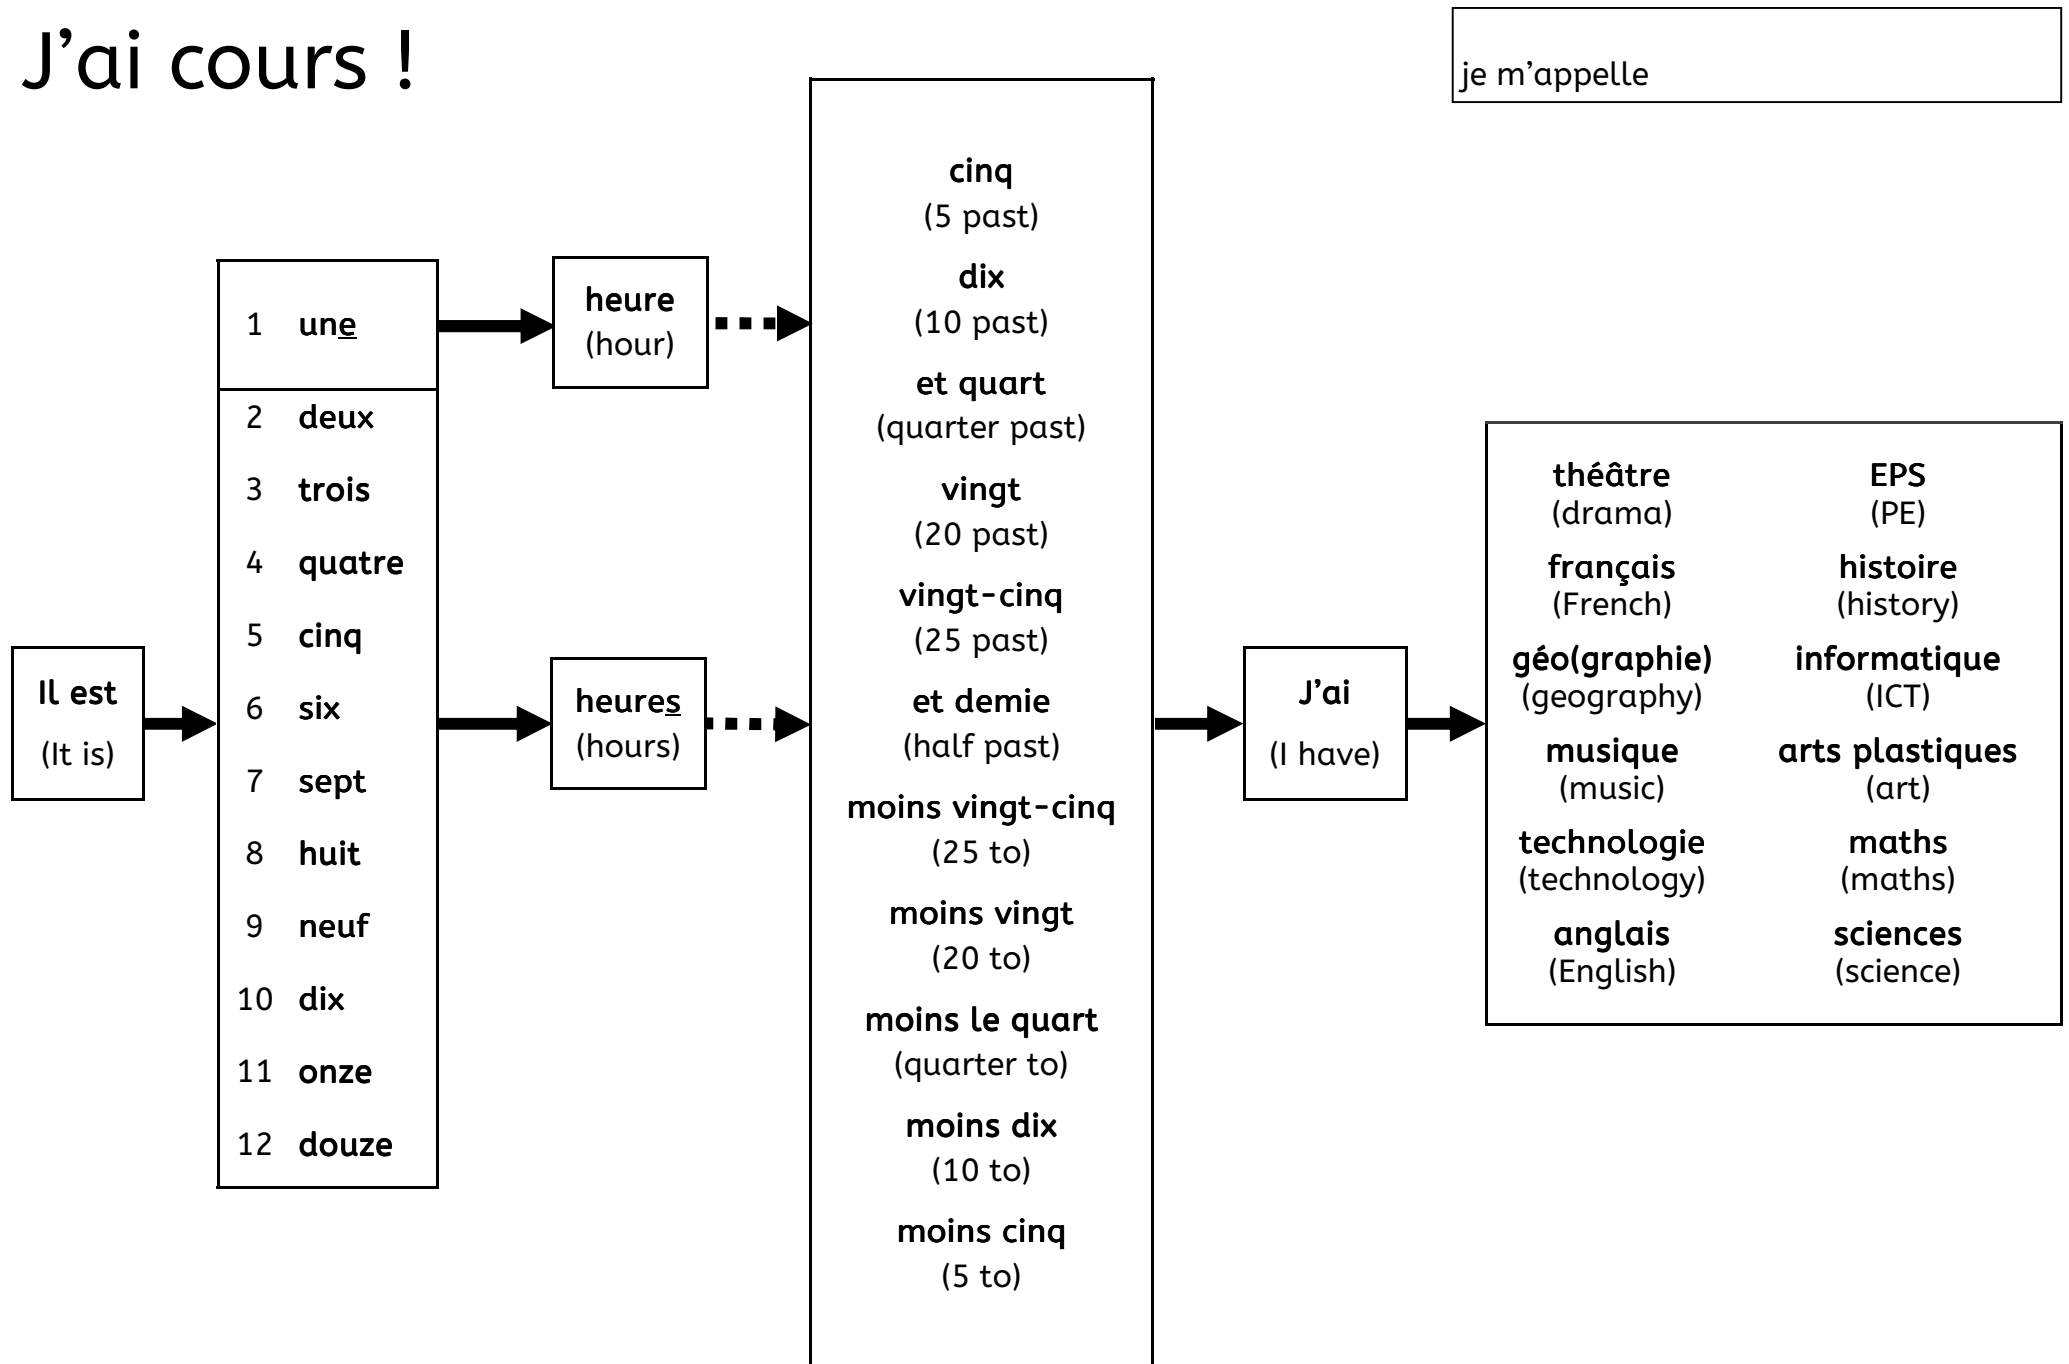 J’ai cours !
je m’appelle
Il est
(It is)
1 une
2 deux
3 trois
4 quatre
5 cinq
6 six
7 sept
8 huit
9 neuf
10 dix
11 onze
12 douze
heure
(hour)
heures
(hours)
cinq
(5 past)
dix
(10 past)
et quart
(quarter past)
vingt
(20 past)
vingt-cinq
(25 past)
et demie
(half past)
moins vingt-cinq
(25 to)
moins vingt
(20 to)
moins le quart
(quarter to)
moins dix
(10 to)
moins cinq
(5 to)
J’ai
(I have)
théâtre
(drama)
français
(French)
géo(graphie)
(geography)
musique
(music)
technologie
(technology)
anglais
(English)
EPS
(PE)
histoire
(history)
informatique
(ICT)
arts plastiques
(art)
maths
(maths)
sciences
(science)